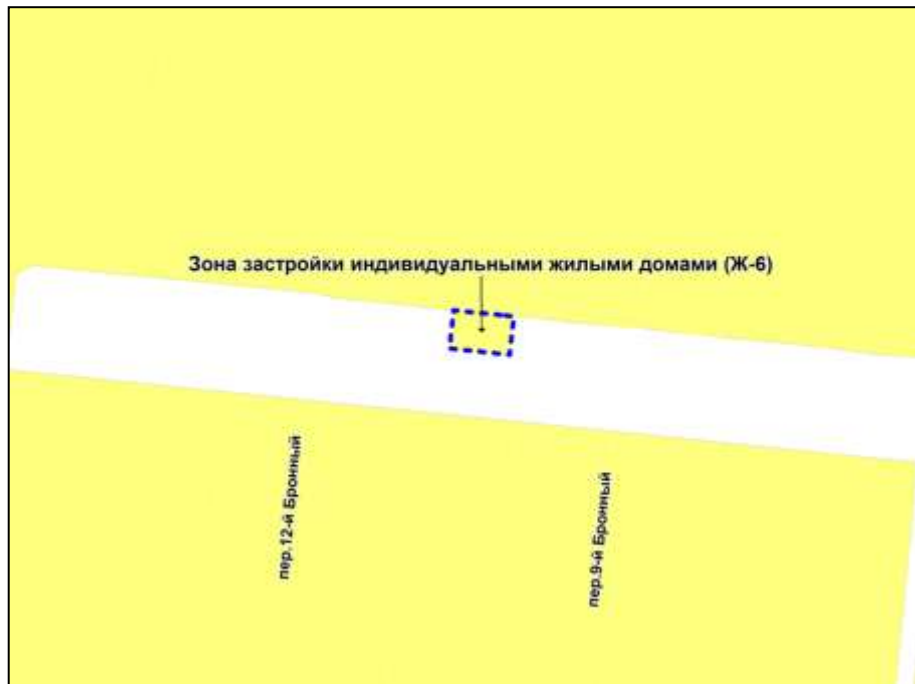 Зона застройки индивидуальными жилыми домами (Ж-6)
пер.12-й Бронный
пер.9-й Бронный